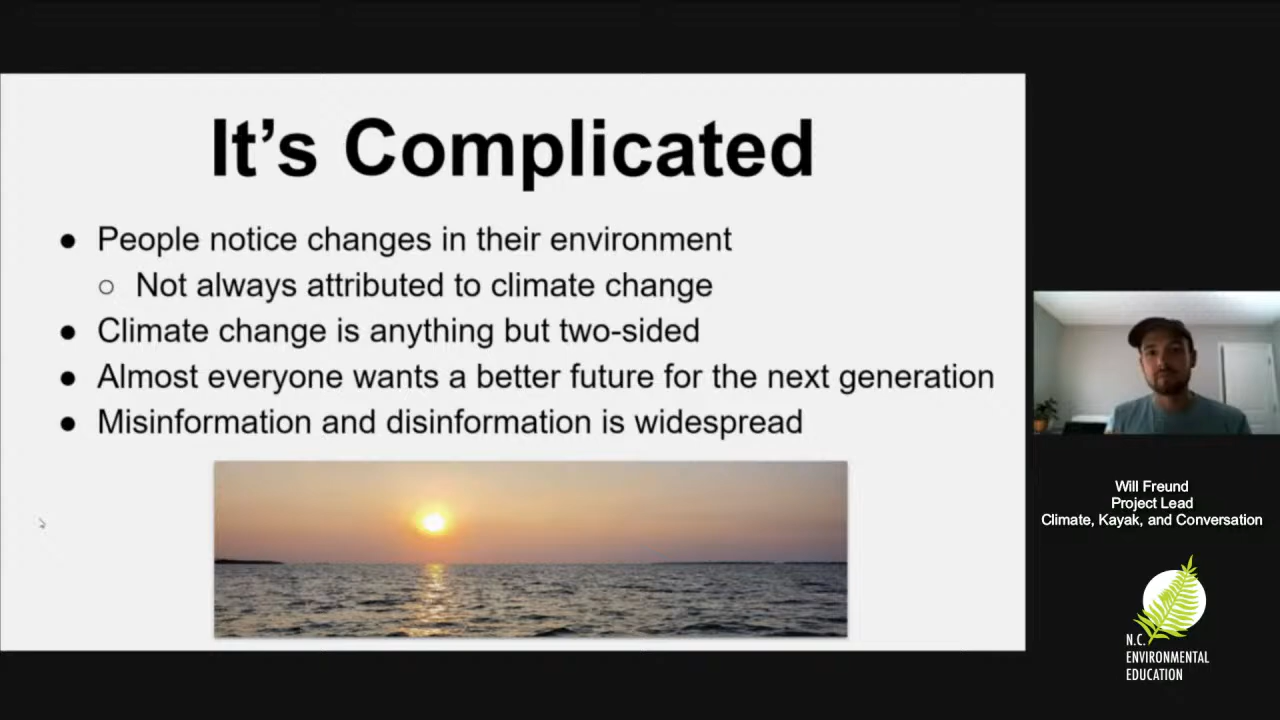 It's Complicated
● People notice changes in their environment
○ Not always attributed to climate change
● Climate change is anything but two-sided
● Almost everyone wants a better future for the next generation
● Misinformation and disinformation is widespread
Will Freund
Project Lead
Climate, Kayak, and Conversation
N.C.
ENVIRONMENTAL
EDUCATION